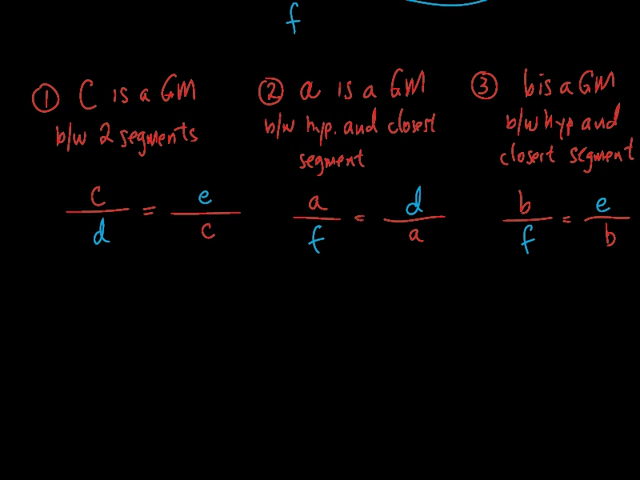 f
① C is a GM
b/w 2 segments
c/d = e/c
② a is a GM
b/w hyp. and closest
segment
a/f = d/a
③ b is a GM
b/w hyp and
closest segment
b/f = e/b